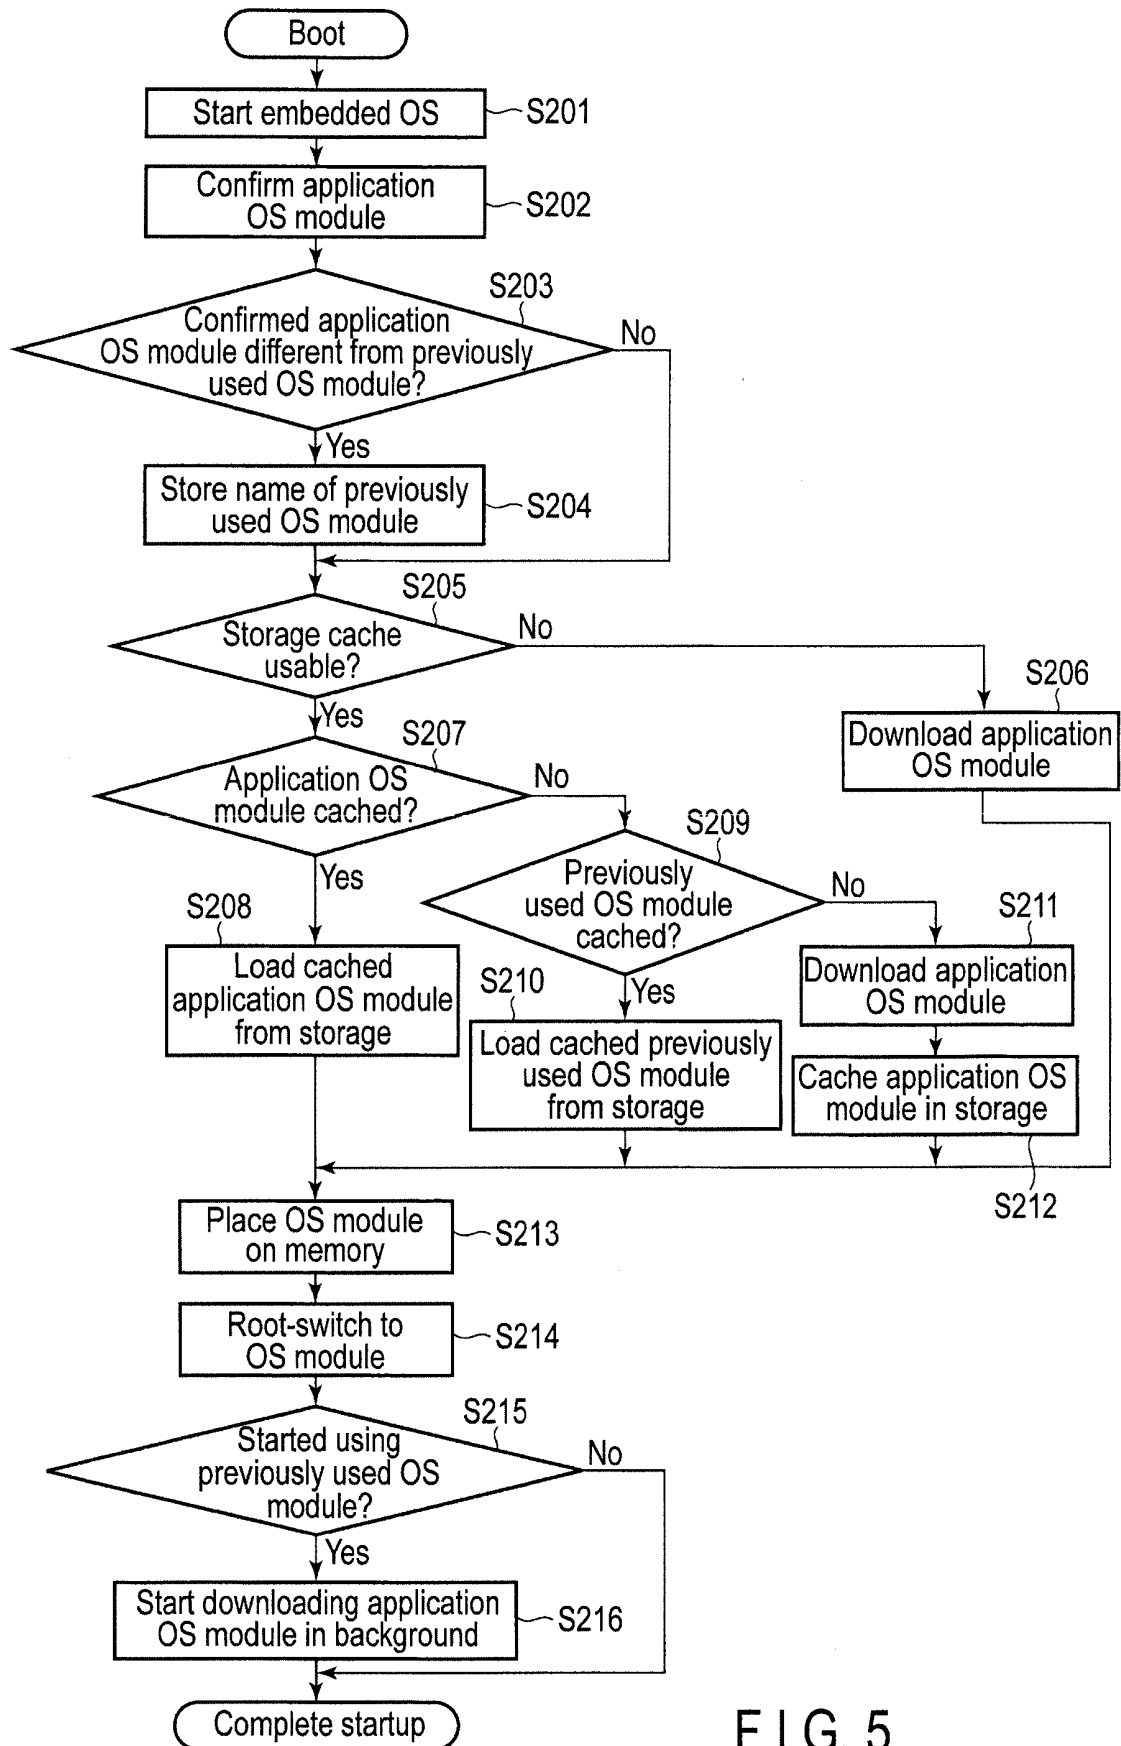 Boot
Start embedded OS
S201
Confirm application
OS module
S202
S203
Confirmed application
OS module different from previously
used OS module?
No
Yes
Store name of previously
used OS module
S204
S205
Storage cache
usable?
No
Yes
S206
Download application
OS module
S207
Application OS
module cached?
No
Yes
S209
Previously
used OS module
cached?
No
Yes
S208
Load cached
application OS module
from storage
S210
Load cached previously
used OS module
from storage
S211
Download application
OS module
Cache application OS
module in storage
S212
Place OS module
on memory
S213
Root-switch to
OS module
S214
S215
Started using
previously used OS
module?
No
Yes
Start downloading application
OS module in background
S216
Complete startup
FIG. 5